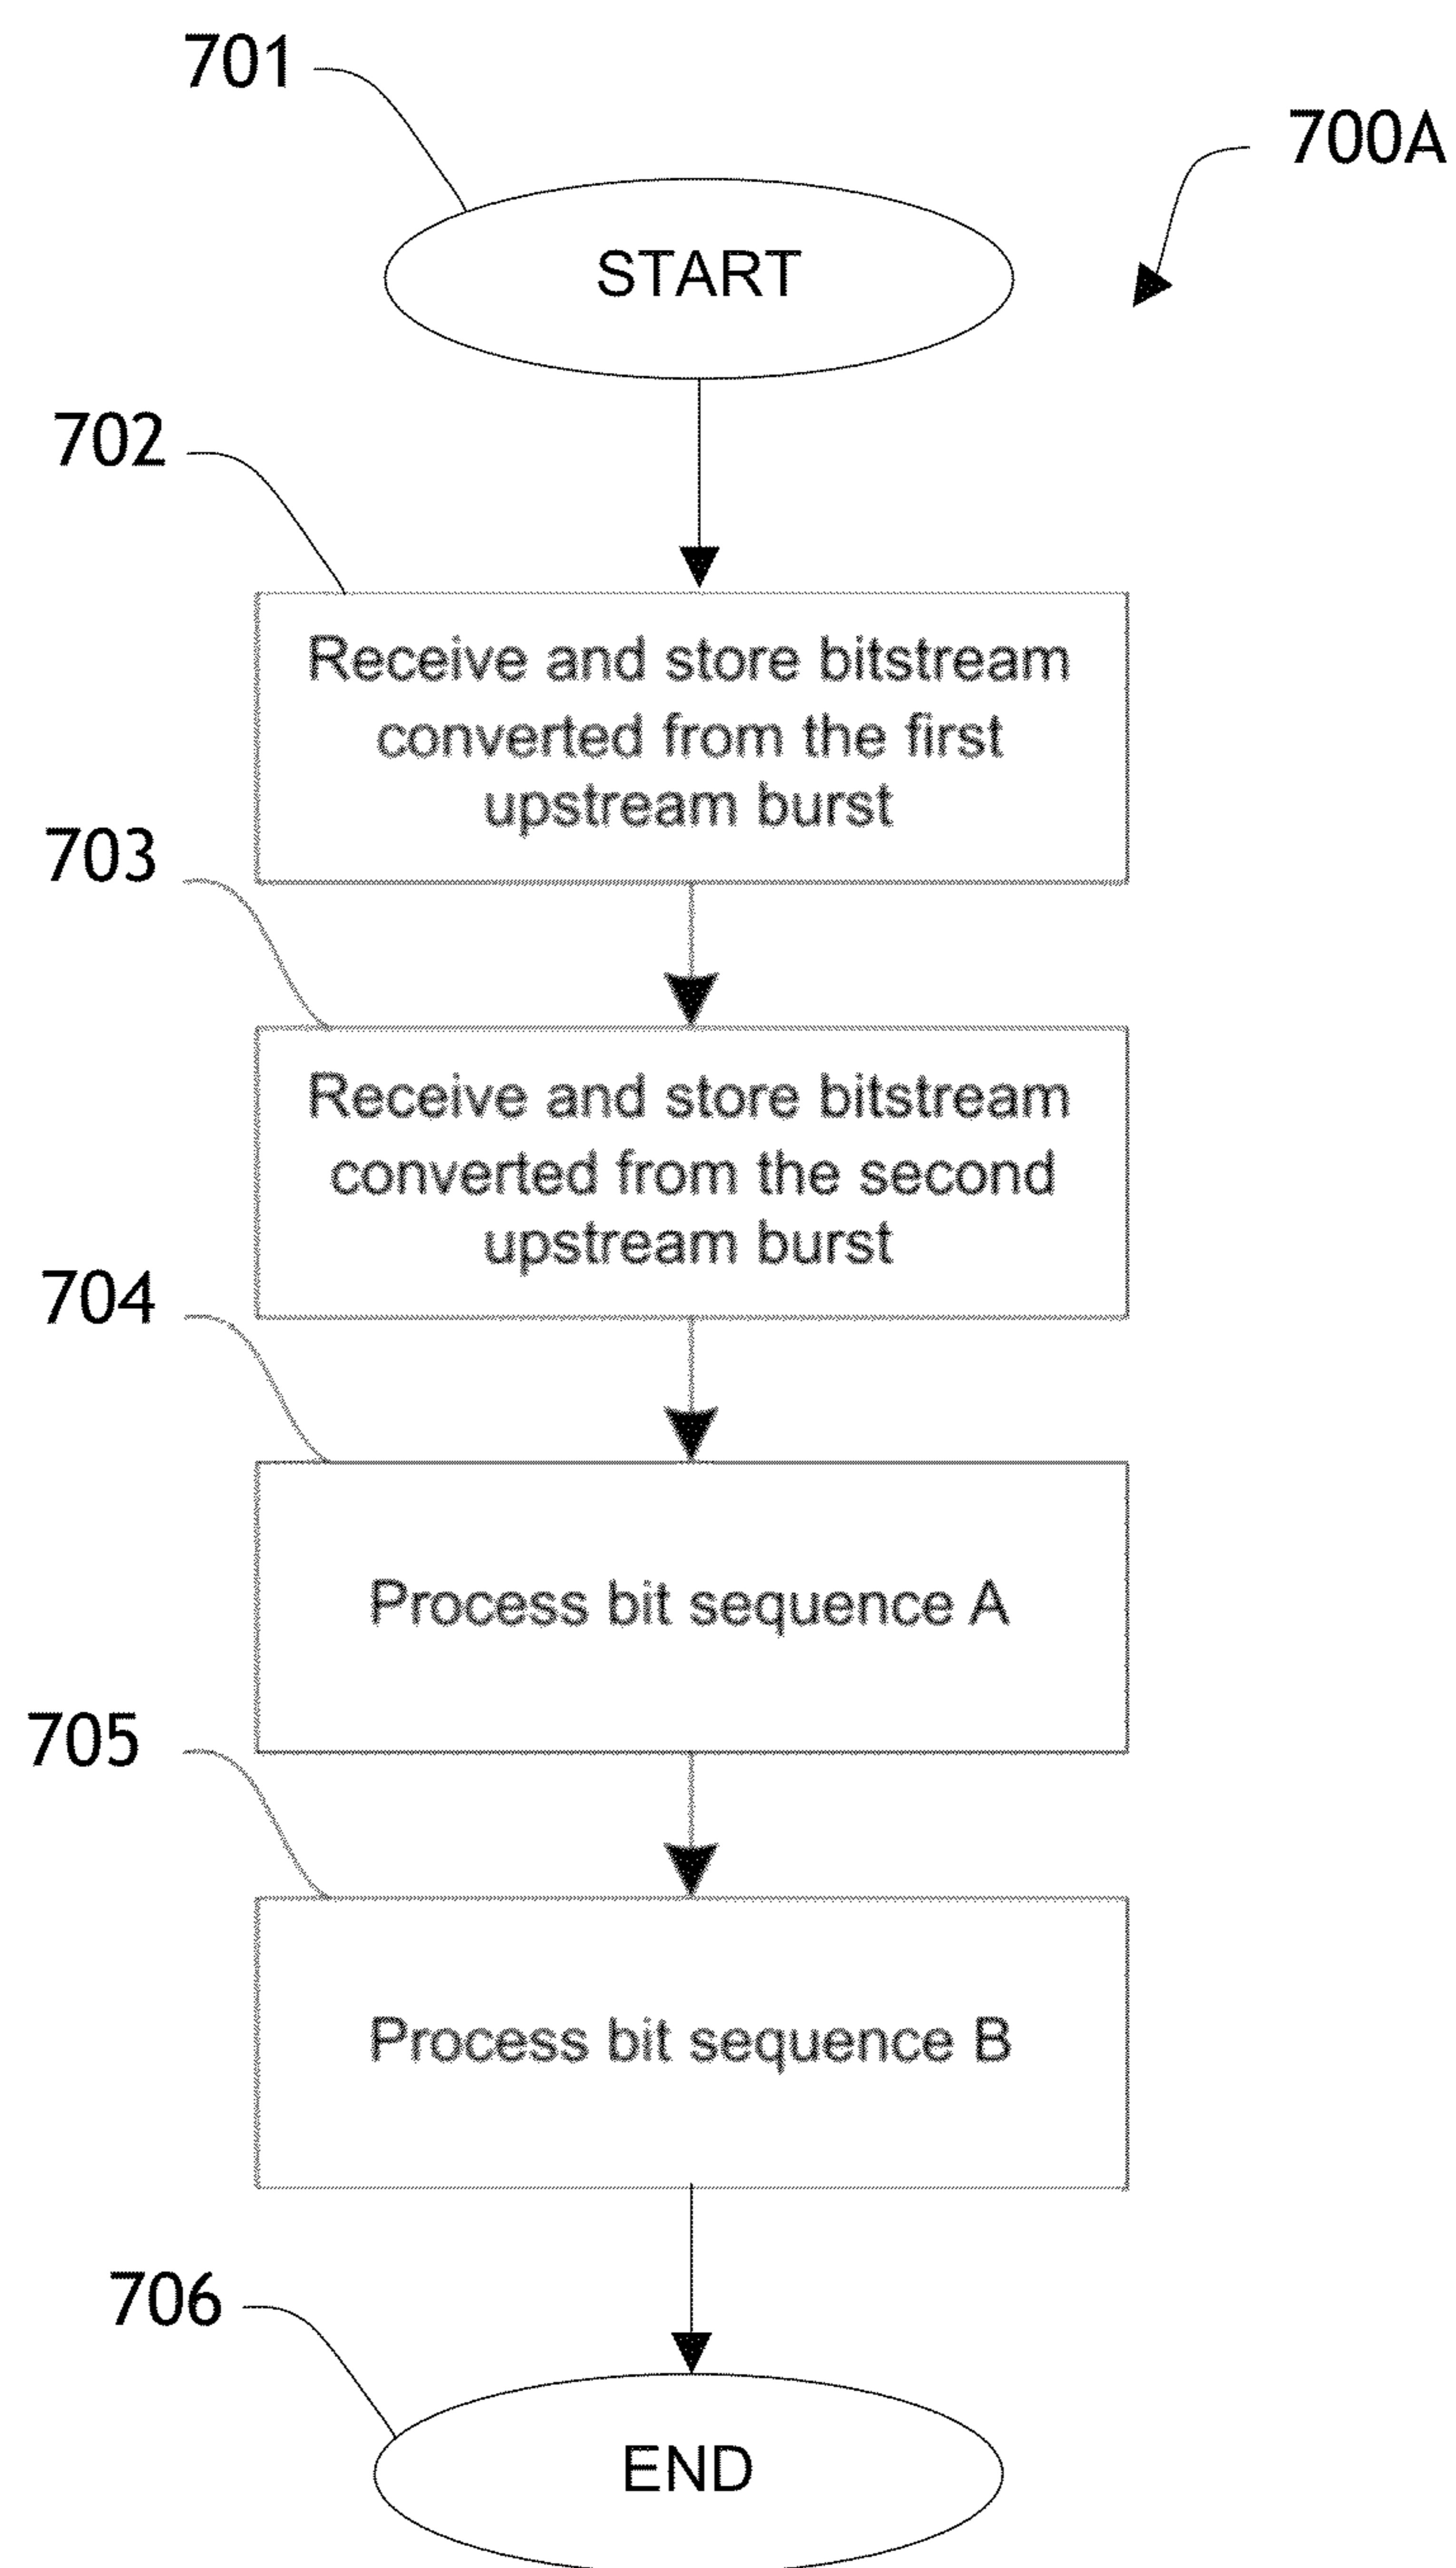 701
700A
START
702
Receive and store bitstream
converted from the first
upstream burst
703
Receive and store bitstream
converted from the second
upstream burst
704
Process bit sequence A
705
Process bit sequence B
706
END